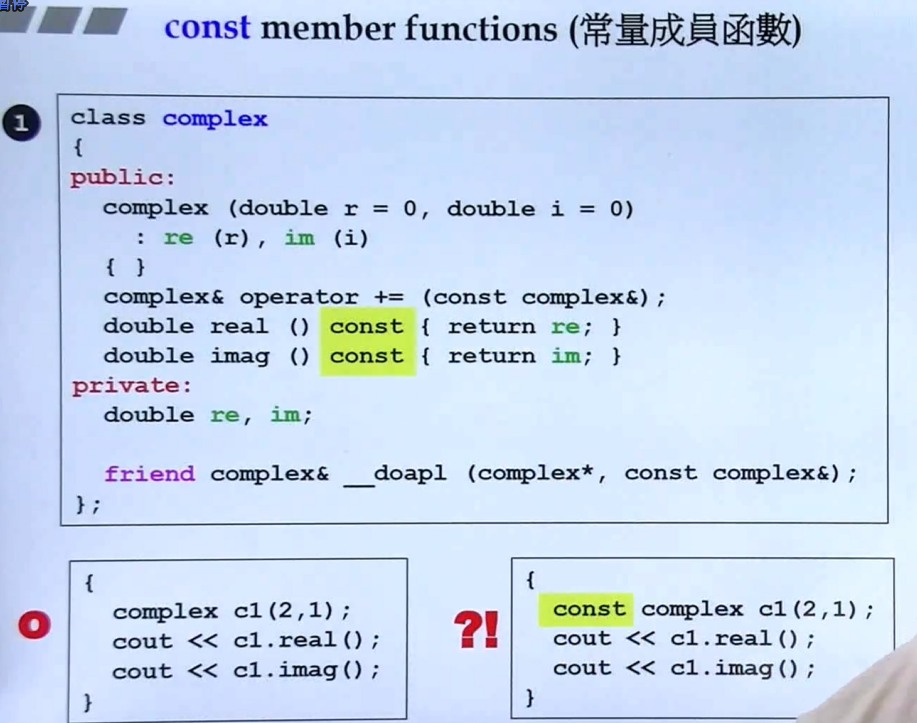 暂停
const member functions (常量成員函數)
1
class complex
{
public:
  complex (double r = 0, double i = 0)
    : re (r), im (i)
  { }
  complex& operator += (const complex&);
  double real () const { return re; }
  double imag () const { return im; }
private:
  double re, im;
  friend complex& __doapl (complex*, const complex&);
};
O
{
  complex c1(2,1);
  cout << c1.real();
  cout << c1.imag();
}
?!
{
  const complex c1(2,1);
  cout << c1.real();
  cout << c1.imag();
}